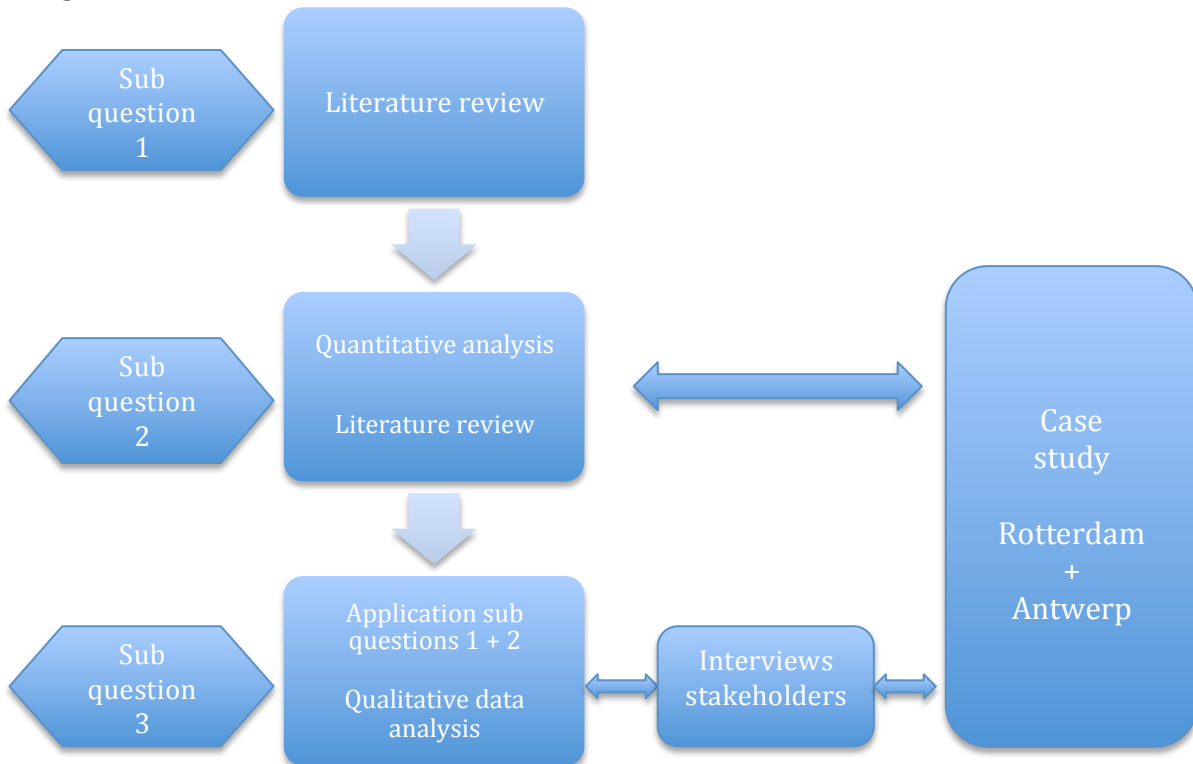 Sub
question
1
Literature review
Sub
question
2
Quantitative analysis
Literature review
Case
study
Rotterdam
+
Antwerp
Sub
question
3
Application sub
questions 1 + 2
Qualitative data
analysis
Interviews
stakeholders